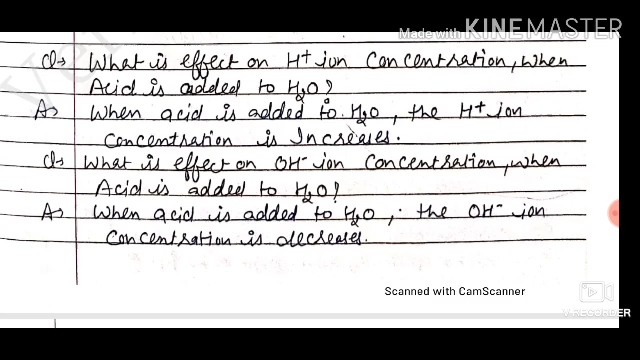 Made with KINEMASTER
Q→ What is effect on H+ ion Concentration, when
Acid is added to H2O?
A→ When acid is added to H2O, the H+ ion
Concentration is Increases.
Q→ What is effect on OH- ion Concentration, when
Acid is added to H2O?
A→ When acid is added to H2O, the OH- ion
Concentration is decreases.
Scanned with CamScanner
V RECORDER